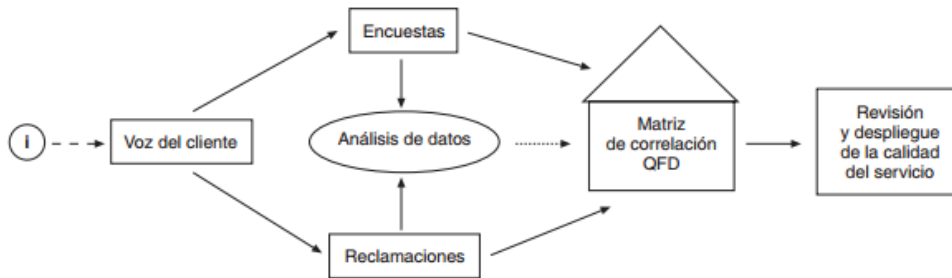 i
Voz del cliente
Encuestas
Análisis de datos
Reclamaciones
Matriz
de correlación
QFD
Revisión
y despliegue
de la calidad
del servicio